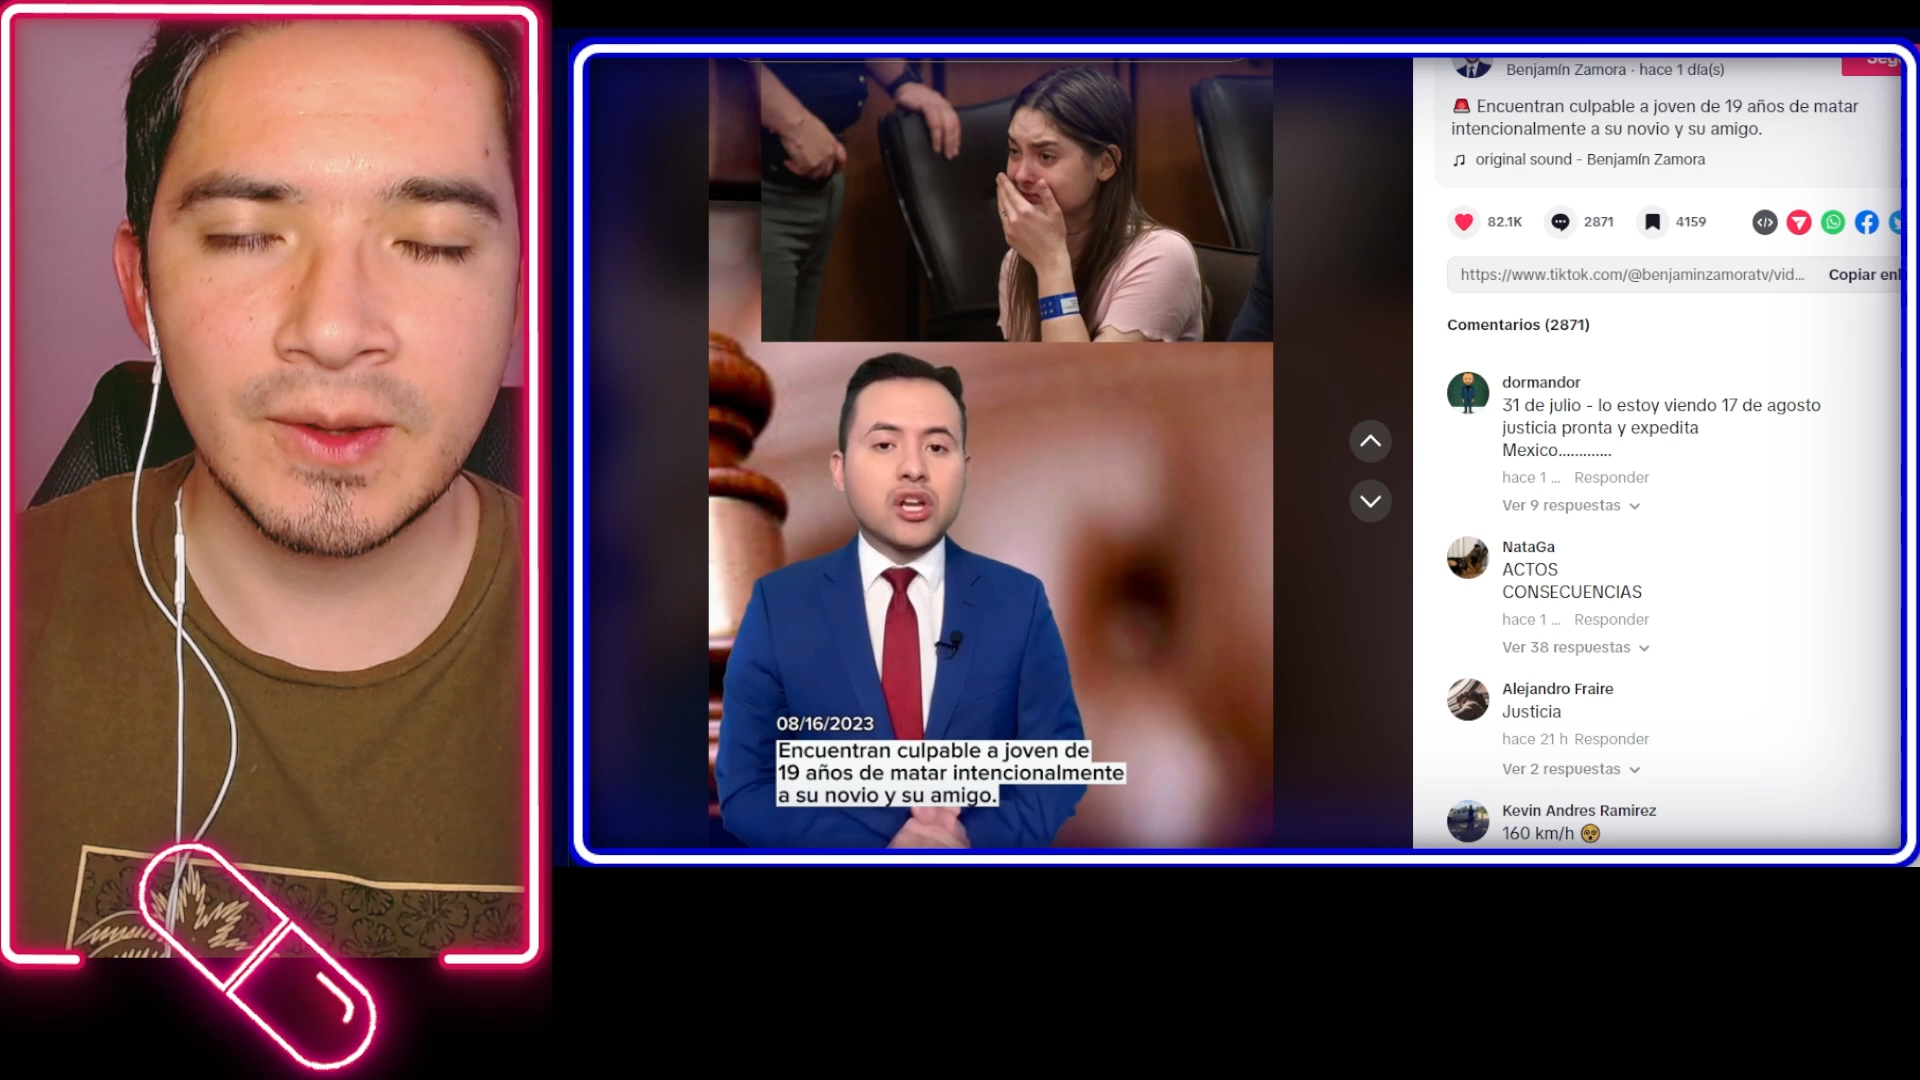 08/16/2023
Encuentran culpable a joven de
19 años de matar intencionalmente
a su novio y su amigo.
Benjamín Zamora · hace 1 día(s)
🚨 Encuentran culpable a joven de 19 años de matar
intencionalmente a su novio y su amigo.
original sound - Benjamín Zamora
82.1K 2871 4159
https://www.tiktok.com/@benjaminzamoratv/vid...
Copiar enl
Comentarios (2871)
dormandor
31 de julio - lo estoy viendo 17 de agosto
justicia pronta y expedita
Mexico.............
hace 1 ... Responder
Ver 9 respuestas
NataGa
ACTOS
CONSECUENCIAS
hace 1 ... Responder
Ver 38 respuestas
Alejandro Fraire
Justicia
hace 21 h Responder
Ver 2 respuestas
Kevin Andres Ramirez
160 km/h 😵